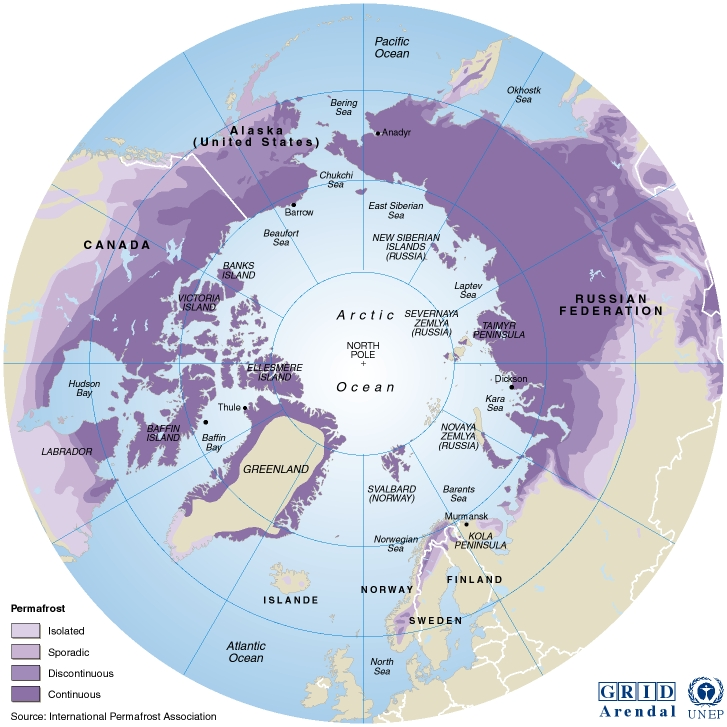 Pacific
Ocean
Okhostk
Sea
Bering
Sea
Alaska
(United States)
Anadyr
Chukchi
Sea
Barrow
East Siberian
Sea
Beaufort
Sea
CANADA
NEW SIBERIAN
ISLANDS
(RUSSIA)
BANKS
ISLAND
Laptev
Sea
VICTORIA
ISLAND
RUSSIAN
FEDERATION
Arctic
SEVERNAYA
ZEMLYA
(RUSSIA)
TAIMYR
PENINSULA
NORTH
POLE
+
ELLESMERE
ISLAND
Ocean
Dickson
Kara
Sea
Hudson
Bay
Thule
BAFFIN
ISLAND
Baffin
Bay
NOVAYA
ZEMLYA
(RUSSIA)
LABRADOR
GREENLAND
SVALBARD
(NORWAY)
Barents
Sea
Murmansk
Norwegian
Sea
KOLA
PENINSULA
FINLAND
NORWAY
ISLANDE
SWEDEN
Atlantic
Ocean
North
Sea
Permafrost
Isolated
Sporadic
Discontinuous
Continuous
Source: International Permafrost Association
GRID
Arendal
UNEP